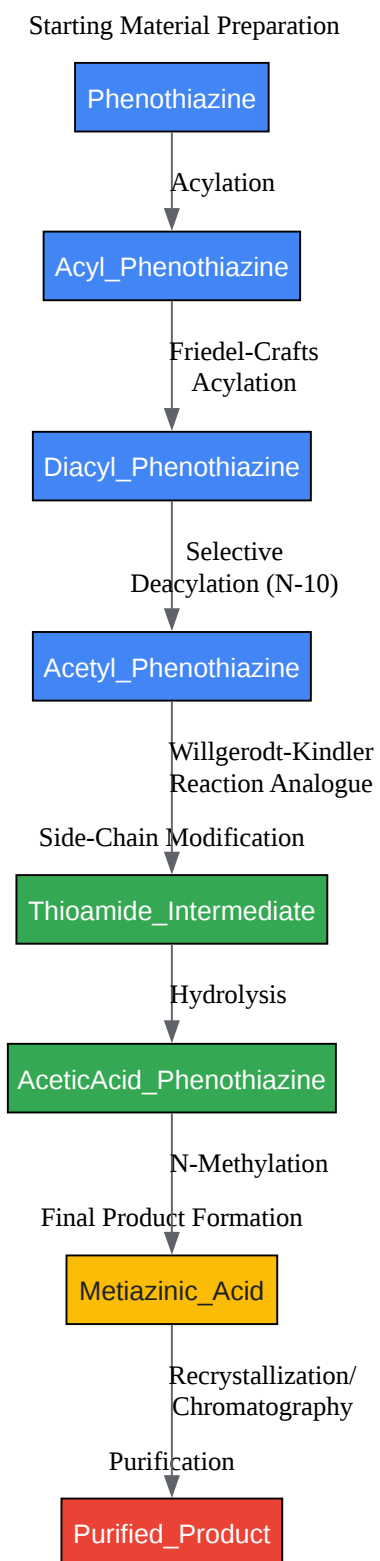 Starting Material Preparation
Phenothiazine
Acylation
Acyl_Phenothiazine
Friedel-Crafts
Acylation
Diacyl_Phenothiazine
Selective
Deacylation (N-10)
Acetyl_Phenothiazine
Willgerodt-Kindler
Reaction Analogue
Side-Chain Modification
Thioamide_Intermediate
Hydrolysis
AceticAcid_Phenothiazine
N-Methylation
Final Product Formation
Metiazinic_Acid
Recrystallization/
Chromatography
Purification
Purified_Product